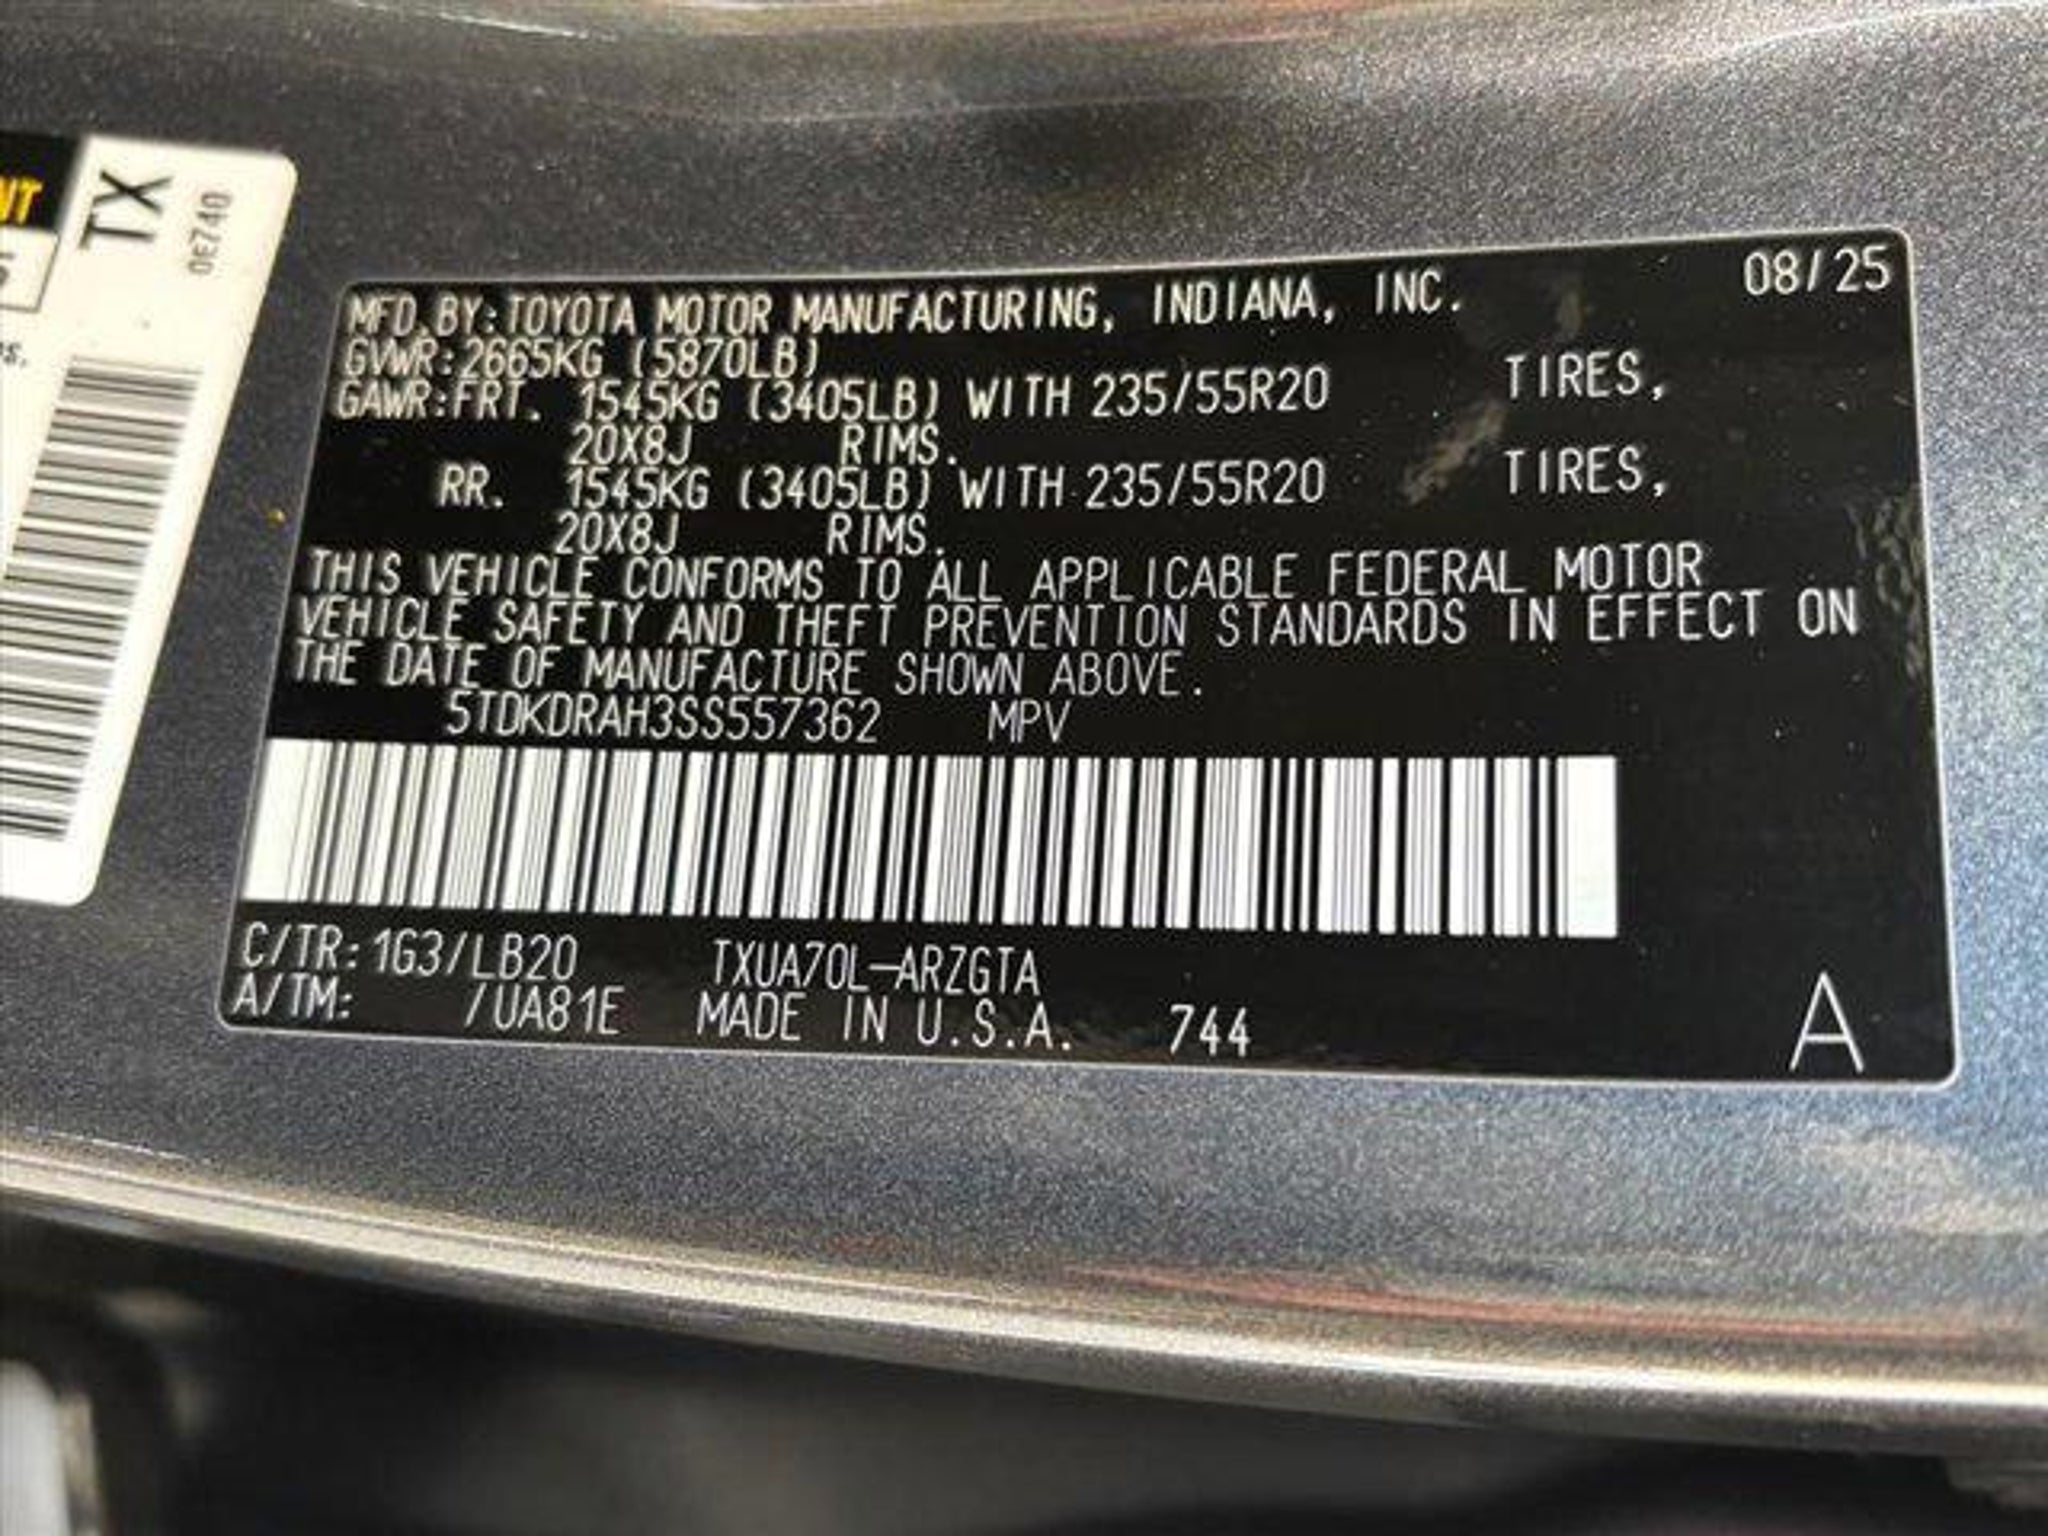 NT
TX
0E740
MFD. BY: TOYOTA MOTOR MANUFACTURING, INDIANA, INC. 08/25
GVWR: 2665KG (5870LB)
GAWR: FRT. 1545KG (3405LB) WITH 235/55R20 TIRES,
20X8J RIMS.
RR. 1545KG (3405LB) WITH 235/55R20 TIRES,
20X8J RIMS.
THIS VEHICLE CONFORMS TO ALL APPLICABLE FEDERAL MOTOR
VEHICLE SAFETY AND THEFT PREVENTION STANDARDS IN EFFECT ON
THE DATE OF MANUFACTURE SHOWN ABOVE.
5TDKDRAH3SS557362 MPV
C/TR: 1G3/LB20 TXUA70L-ARZGTA
A/TM: /UA81E MADE IN U.S.A. 744 A